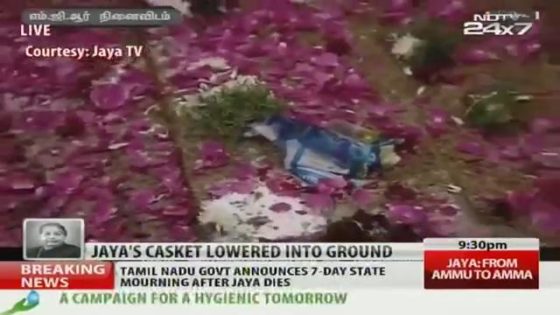 எம்.ஜி.ஆர் நினைவிடம்
LIVE
Courtesy: Jaya TV
NDTV
24x7
JAYA'S CASKET LOWERED INTO GROUND
BREAKING NEWS
TAMIL NADU GOVT ANNOUNCES 7-DAY STATE
MOURNING AFTER JAYA DIES
9:30pm
JAYA: FROM
AMMU TO AMMA
A CAMPAIGN FOR A HYGIENIC TOMORROW